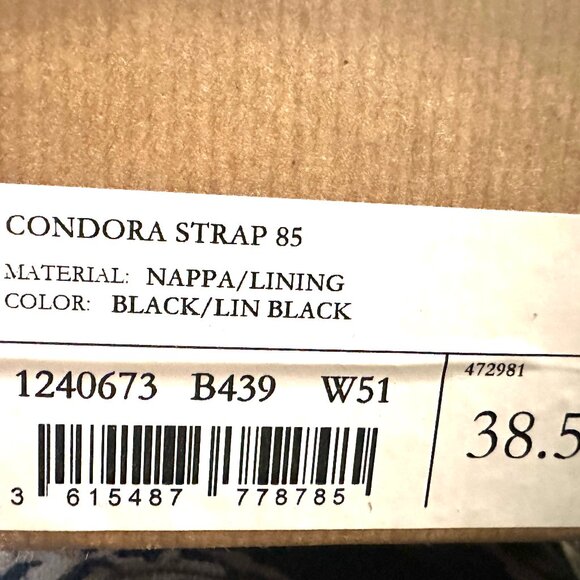 CONDORA STRAP 85
MATERIAL: NAPPA/LINING
COLOR: BLACK/LIN BLACK
1240673 B439 W51
472981
38.5
3 615487 778785